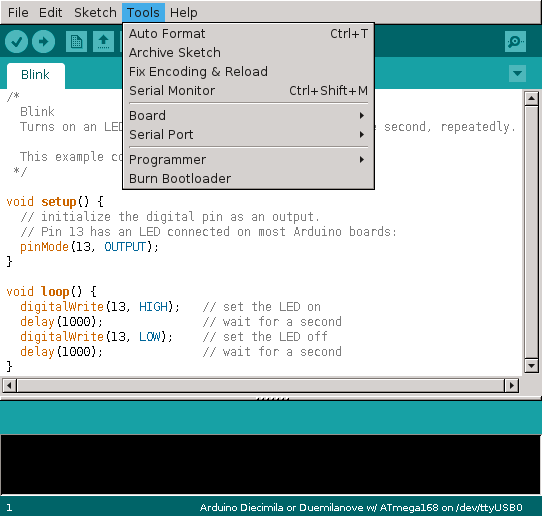 File Edit Sketch Tools Help
Auto Format Ctrl+T
Archive Sketch
Fix Encoding & Reload
Serial Monitor Ctrl+Shift+M
Board
Serial Port
Programmer
Burn Bootloader
Blink
/*
Blink
Turns on an LED e second, repeatedly.
This example co
*/
void setup() {
// initialize the digital pin as an output.
// Pin 13 has an LED connected on most Arduino boards:
pinMode(13, OUTPUT);
}
void loop() {
digitalWrite(13, HIGH); // set the LED on
delay(1000); // wait for a second
digitalWrite(13, LOW); // set the LED off
delay(1000); // wait for a second
}
1 Arduino Diecimila or Duemilanove w/ ATmega168 on /dev/ttyUSB0